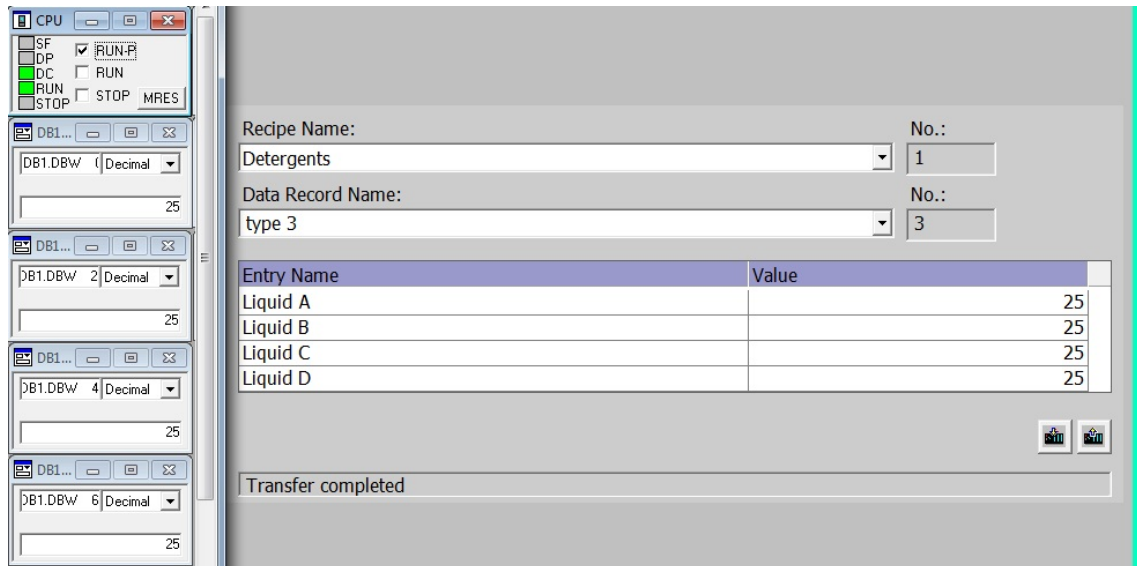 CPU
SF
DP
DC
RUN
STOP
RUN-P
RUN
STOP
MRES
DB1...
DB1.DBW Decimal
25
DB1...
DB1.DBW 2 Decimal
25
DB1...
DB1.DBW 4 Decimal
25
DB1...
DB1.DBW 6 Decimal
25
Recipe Name: No.:
Detergents 1
Data Record Name: No.:
type 3 3
Entry Name Value
Liquid A 25
Liquid B 25
Liquid C 25
Liquid D 25
Transfer completed